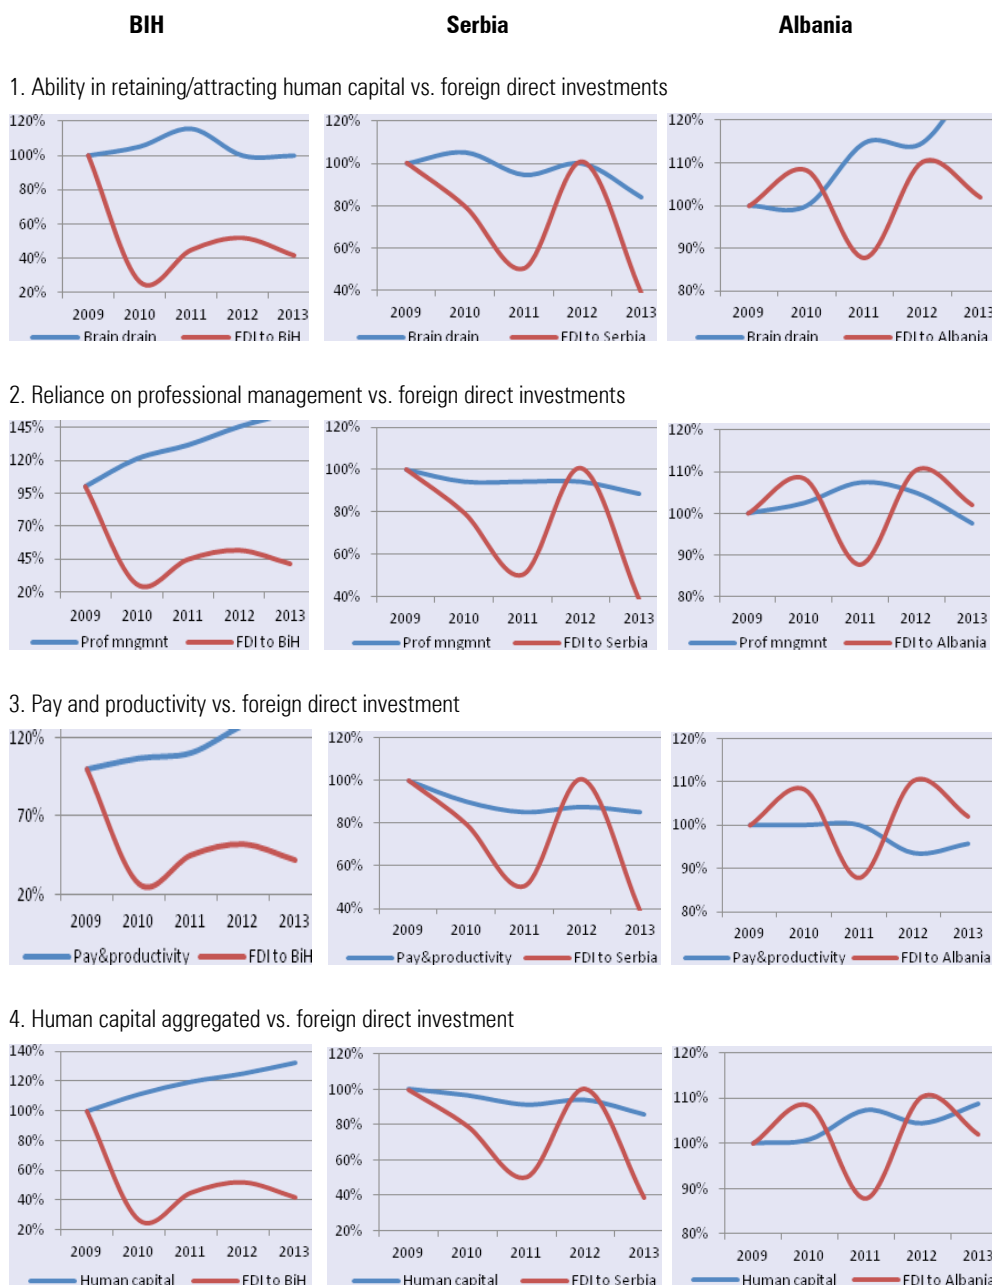 BIH Serbia Albania
1. Ability in retaining/attracting human capital vs. foreign direct investments
120% 120% 120%
100% 100% 110%
80% 80% 100%
60% 60% 90%
40% 40% 80%
20%
2009 2010 2011 2012 2013 2009 2010 2011 2012 2013 2009 2010 2011 2012 2013
Brain drain FDI to BiH Brain drain FDI to Serbia Brain drain FDI to Albania
2. Reliance on professional management vs. foreign direct investments
145% 120% 120%
120% 100% 110%
95% 80% 100%
70% 60% 90%
45% 40% 80%
20%
2009 2010 2011 2012 2013 2009 2010 2011 2012 2013 2009 2010 2011 2012 2013
Prof mngmnt FDI to BiH Prof mngmnt FDI to Serbia Prof mngmnt FDI to Albania
3. Pay and productivity vs. foreign direct investment
120% 120% 120%
70% 100% 110%
20% 80% 100%
60% 90%
40% 80%
2009 2010 2011 2012 2013 2009 2010 2011 2012 2013 2009 2010 2011 2012 2013
Pay&productivity FDI to BiH Pay&productivity FDI to Serbia Pay&productivity FDI to Albania
4. Human capital aggregated vs. foreign direct investment
140% 120% 120%
120% 100% 110%
100% 80% 100%
80% 60% 90%
60% 40% 80%
40% 20%
20%
2009 2010 2011 2012 2013 2009 2010 2011 2012 2013 2009 2010 2011 2012 2013
Human capital FDI to BiH Human capital FDI to Serbia Human capital FDI to Albania